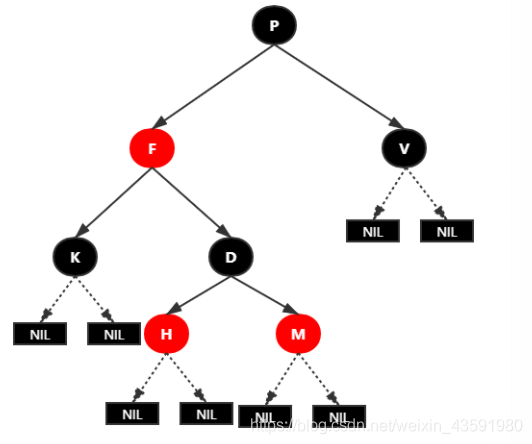 P
F
V
NIL
NIL
K
D
NIL
NIL
H
M
NIL
NIL
NIL
NIL
https://blog.csdn.net/weixin_43591980